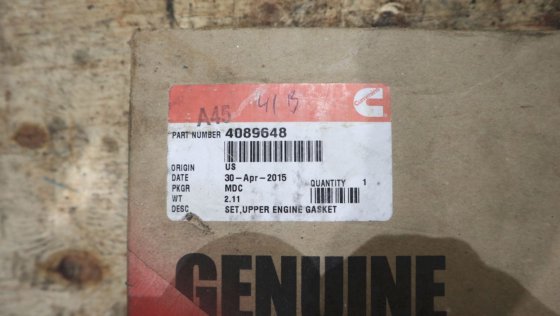 A45 41B
Cummins
PART NUMBER 4089648
ORIGIN US
DATE 30-Apr-2015
PKGR MDC QUANTITY 1
WT 2.11
DESC SET,UPPER ENGINE GASKET
GENUINE